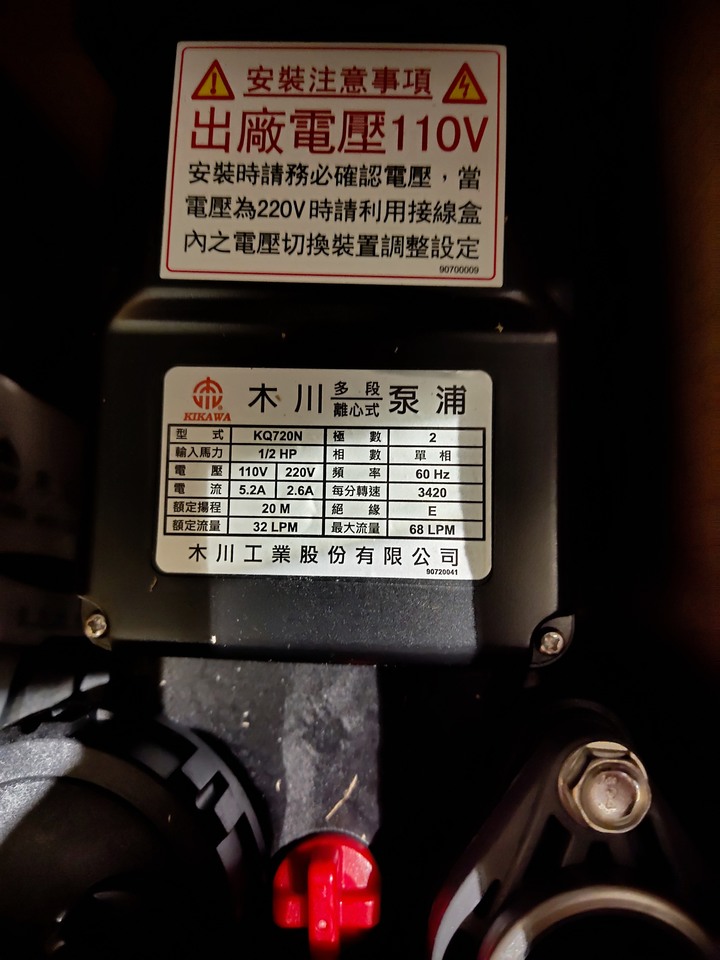 安裝注意事項
出廠電壓110V
安裝時請務必確認電壓，當
電壓為220V時請利用接線盒
內之電壓切換裝置調整設定
90700009
KIKAWA
木川 多段離心式 泵浦
型式 KQ720N 極數 2
輸入馬力 1/2 HP 相數 單相
電壓 110V 220V 頻率 60 Hz
電流 5.2A 2.6A 每分轉速 3420
額定揚程 20 M 絕緣 E
額定流量 32 LPM 最大流量 68 LPM
木川工業股份有限公司
90720041